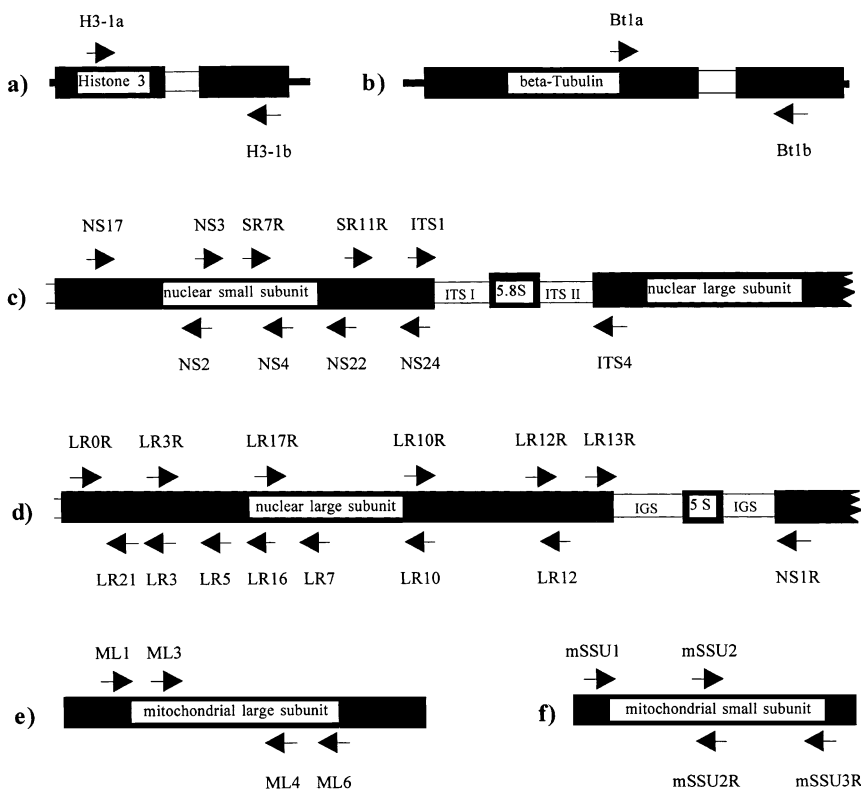 H3-1a
a) Histone 3
H3-1b
Bt1a
b) beta-Tubulin
Bt1b
NS17 NS3 SR7R SR11R ITS1
c) nuclear small subunit ITS I 5.8S ITS II nuclear large subunit
NS2 NS4 NS22 NS24 ITS4
LR0R LR3R LR17R LR10R LR12R LR13R
d) nuclear large subunit IGS 5 S IGS
LR21 LR3 LR5 LR16 LR7 LR10 LR12 NS1R
ML1 ML3
e) mitochondrial large subunit
ML4 ML6
mSSU1 mSSU2
f) mitochondrial small subunit
mSSU2R mSSU3R